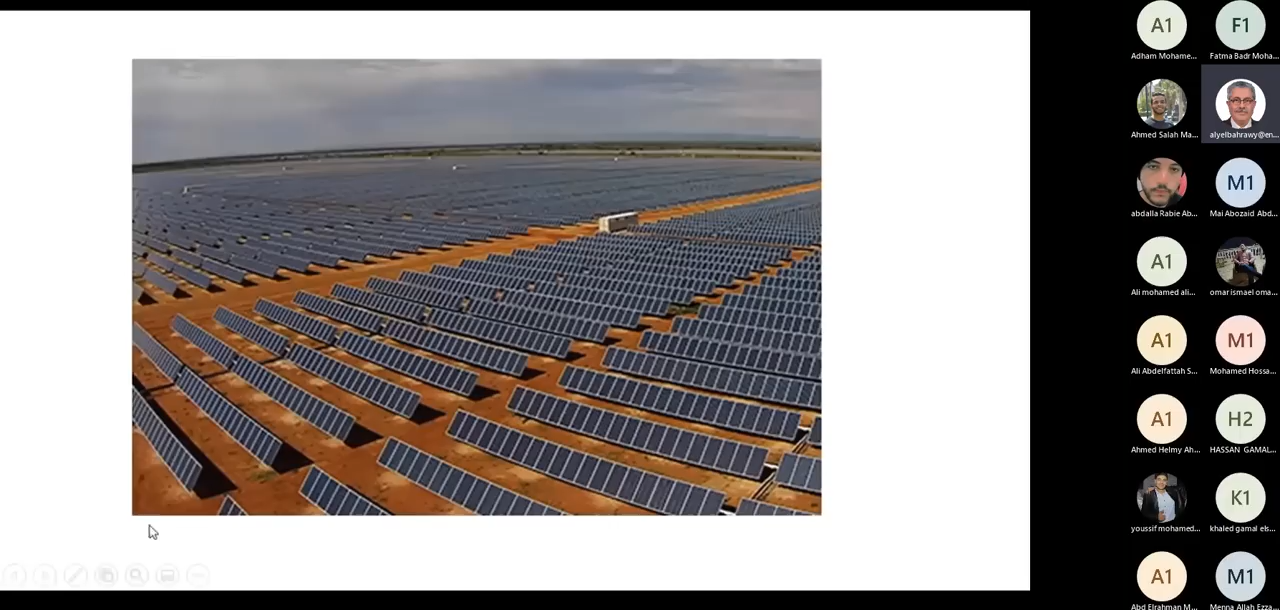 A1
F1
Adham Mohame...
Fatma Badr Moha...
Ahmed Salah Ma...
alyelbahrawy@en...
M1
abdalla Rabie Ab...
Mai Abozaid Abd...
A1
Ali mohamed ali...
omar ismael oma...
A1
M1
Ali Abdelfattah S...
Mohamed Hossa...
A1
H2
Ahmed Helmy Ah...
HASSAN GAMAL...
K1
youssif mohamed...
khaled gamal els...
A1
M1
Abd Elrahman M...
Menna Allah Ezza...